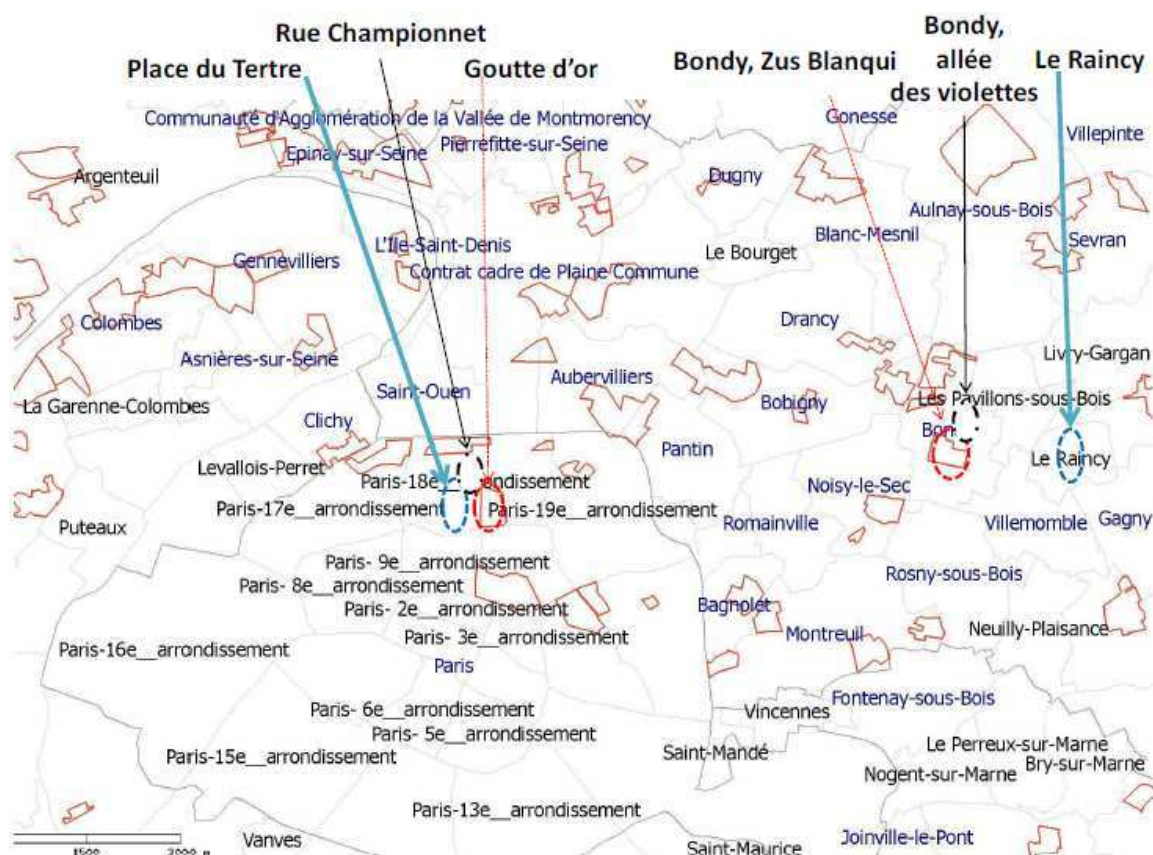 Rue Championnet
Place du Tertre
Goutte d'or
Bondy, Zus Blanqui
Bondy,
allée
des violettes
Le Raincy
Communauté d'Agglomération de la Vallée de Montmorency
Gonesse
Villepinte
Epinay-sur-Seine
Pierrefitte-sur-Seine
Argenteuil
Dugny
Aulnay-sous-Bois
L'Ile-Saint-Denis
Blanc-Mesnil
Sevran
Le Bourget
Gennevilliers
Contrat cadre de Plaine Commune
Colombes
Drancy
Asnières-sur-Seine
Livry-Gargan
Aubervilliers
Saint-Ouen
La Garenne-Colombes
Bobigny
Les Pavillons-sous-Bois
Clichy
Bon
Pantin
Levallois-Perret
Le Raincy
Paris-18e ondissement
Noisy-le-Sec
Paris-17e__arrondissement
Paris-19e__arrondissement
Puteaux
Romainville
Villemomble
Gagny
Paris- 9e__arrondissement
Rosny-sous-Bois
Paris- 8e__arrondissement
Paris- 2e__arrondissement
Bagnolet
Paris- 3e__arrondissement
Montreuil
Neuilly-Plaisance
Paris-16e__arrondissement
Paris
Fontenay-sous-Bois
Paris- 6e__arrondissement
Vincennes
Paris- 5e__arrondissement
Le Perreux-sur-Marne
Paris-15e__arrondissement
Saint-Mandé
Bry-sur-Marne
Nogent-sur-Marne
Paris-13e__arrondissement
Vanves
Joinville-le-Pont
Saint-Maurice
1500